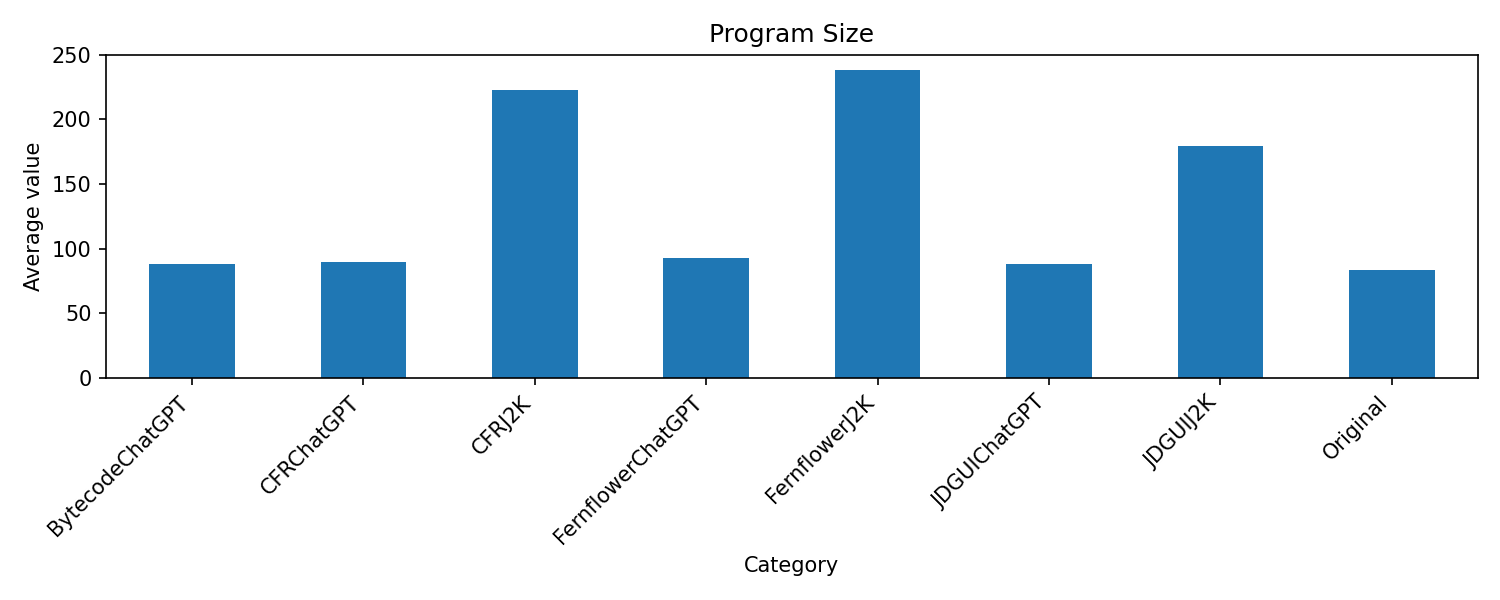 Program Size
Average value
250
200
150
100
50
0
BytecodeChatGPT
CFRChatGPT
CFRJ2K
FernflowerChatGPT
FernflowerJ2K
JDGUIChatGPT
JDGUIJ2K
Original
Category